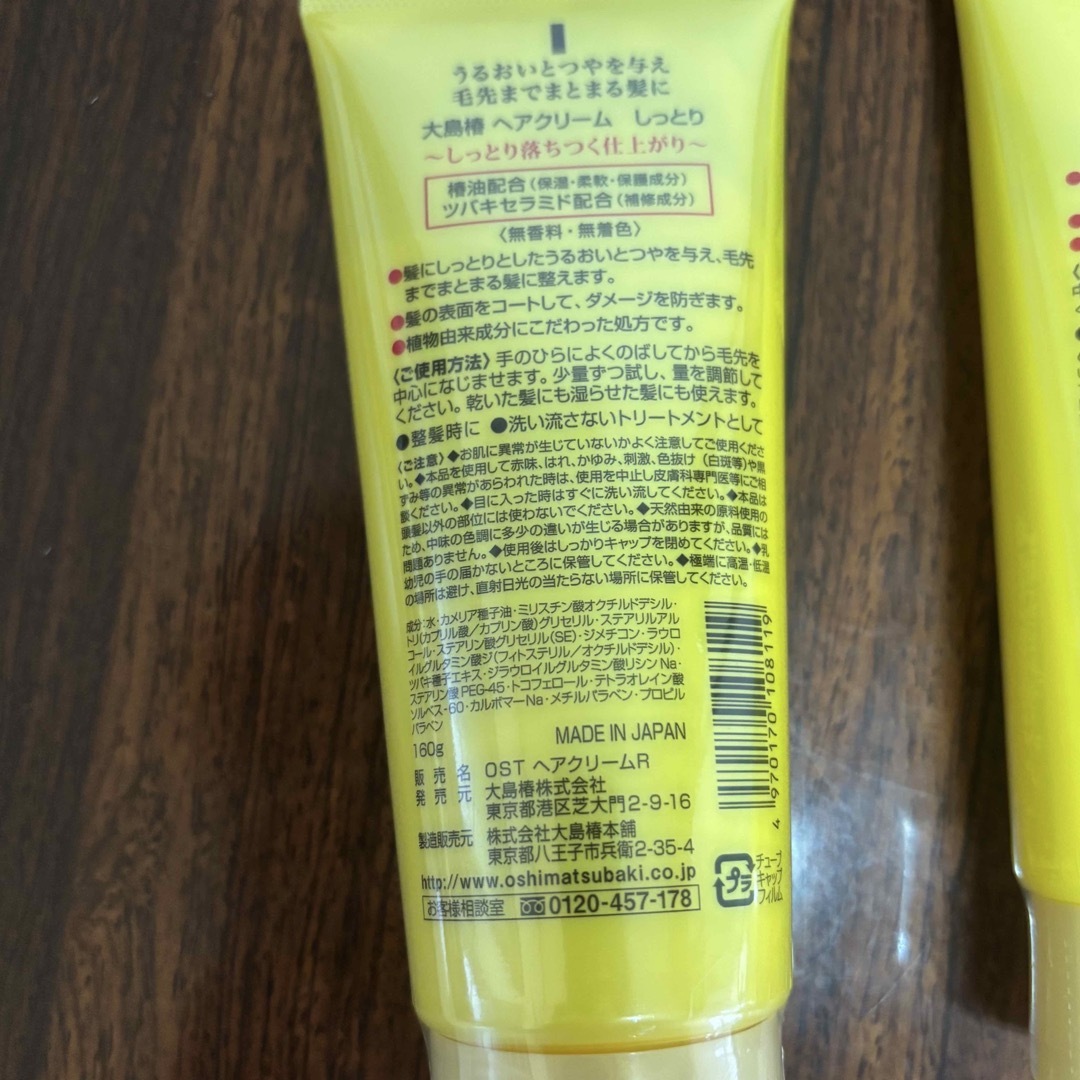 うるおいとつやを与え
毛先までまとまる髪に
大島椿 ヘアクリーム しっとり
~しっとり落ちつく仕上がり~
椿油配合(保湿・柔軟・保護成分)
ツバキセラミド配合(補修成分)
〈無香料・無着色〉
●髪にしっとりとしたうるおいとつやを与え、毛先
までまとまる髪に整えます。
●髪の表面をコートして、ダメージを防ぎます。
●植物由来成分にこだわった処方です。
〈ご使用方法〉手のひらによくのばしてから毛先を
中心になじませます。少量ずつ試し、量を調節して
ください。乾いた髪にも湿らせた髪にも使えます。
●整髪時に ●洗い流さないトリートメントとして
〈ご注意〉◆お肌に異常が生じていないかよく注意してご使用くださ
い。◆本品を使用して赤味、はれ、かゆみ、刺激、色抜け(白斑等)や黒
ずみ等の異常があらわれた時は、使用を中止し皮膚科専門医等にご相
談ください。◆目に入った時はすぐに洗い流してください。◆本品は
頭髪以外の部位には使わないでください。◆天然由来の原料使用の
ため、中味の色調に多少の違いが生じる場合がありますが、品質には
問題ありません。◆使用後はしっかりキャップを閉めてください。◆乳
幼児の手の届かないところに保管してください。◆極端に高温・低温
の場所は避け、直射日光の当たらない場所に保管してください。
成分:水・カメリア種子油・ミリスチン酸オクチルドデシル・
トリ(カプリル酸/カプリン酸)グリセリル・ステアリルアル
コール・ステアリン酸グリセリル(SE)・ジメチコン・ラウロ
イルグルタミン酸ジ(フィトステリル/オクチルドデシル)・
ツバキ種子エキス・ジラウロイルグルタミン酸リシンNa・
ステアリン酸PEG-45・トコフェロール・テトラオレイン酸
ソルベス-60・カルボマーNa・メチルパラベン・プロピル
パラベン
160g
MADE IN JAPAN
販売名 OST ヘアクリームR
発売元 大島椿株式会社
東京都港区芝大門2-9-16
製造販売元 株式会社大島椿本舗
東京都八王子市兵衛2-35-4
http://www.oshimatsubaki.co.jp
お客様相談室 0120-457-178
4 970170 108119
プラ
チューブ
キャップ
フィルム